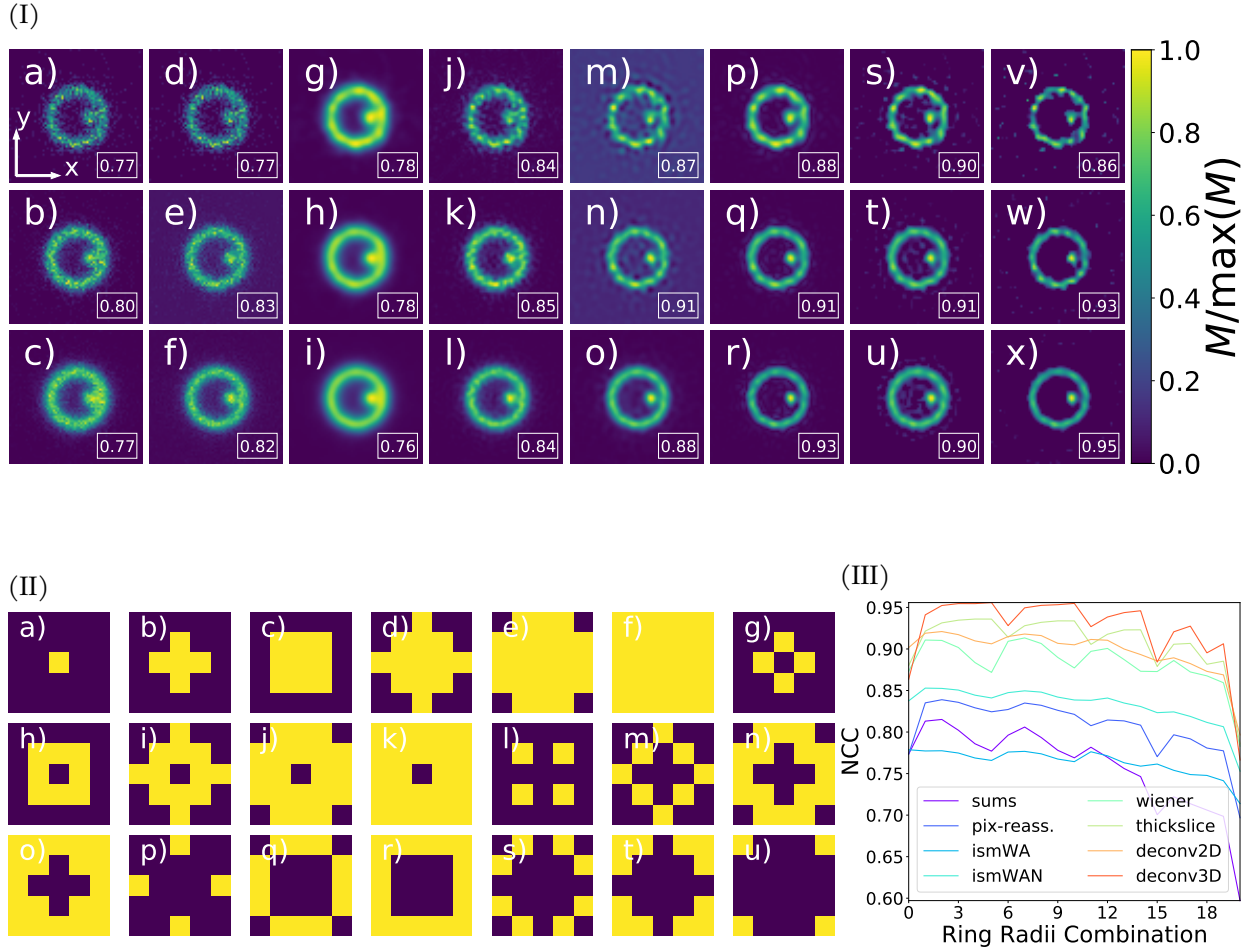 (I)
a) d) g) j) m) p) s) v)
y
x
0.77 0.77 0.78 0.84 0.87 0.88 0.90 0.86
b) e) h) k) n) q) t) w)
0.80 0.83 0.78 0.85 0.91 0.91 0.91 0.93
c) f) i) l) o) r) u) x)
0.77 0.82 0.76 0.84 0.88 0.93 0.90 0.95
1.0
0.8
0.6
0.4
0.2
0.0
M/max(M)
(II)
a) b) c) d) e) f) g)
h) i) j) k) l) m) n)
o) p) q) r) s) t) u)
(III)
0.95
0.90
0.85
0.80
0.75
0.70
0.65
0.60
NCC
sums
pix-reass.
ismWA
ismWAN
wiener
thickslice
deconv2D
deconv3D
0 3 6 9 12 15 18
Ring Radii Combination